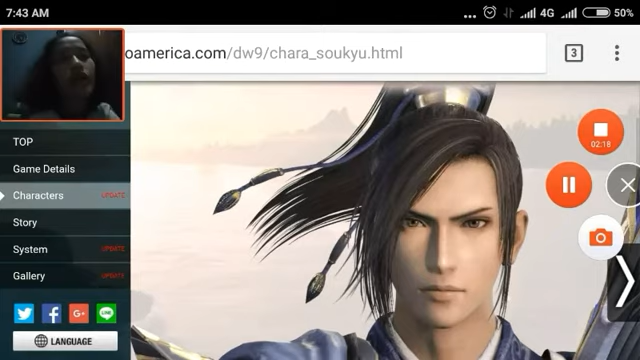 7:43 AM
... 4G 50%
oamerica.com/dw9/chara_soukyu.html
3
TOP
02:18
Game Details
Characters UPDATE
Story
System UPDATE
Gallery UPDATE
LINE
LANGUAGE